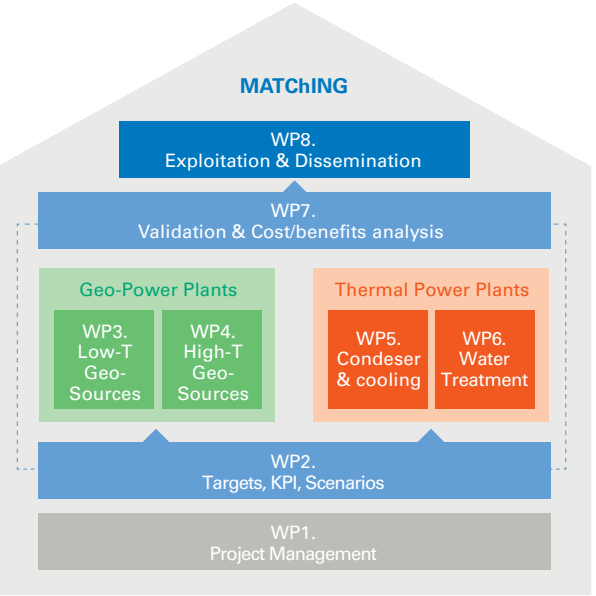 MATChING
WP8.
Exploitation & Dissemination
WP7.
Validation & Cost/benefits analysis
Geo-Power Plants
WP3.
Low-T
Geo-
Sources
WP4.
High-T
Geo-
Sources
Thermal Power Plants
WP5.
Condeser
& cooling
WP6.
Water
Treatment
WP2.
Targets, KPI, Scenarios
WP1.
Project Management